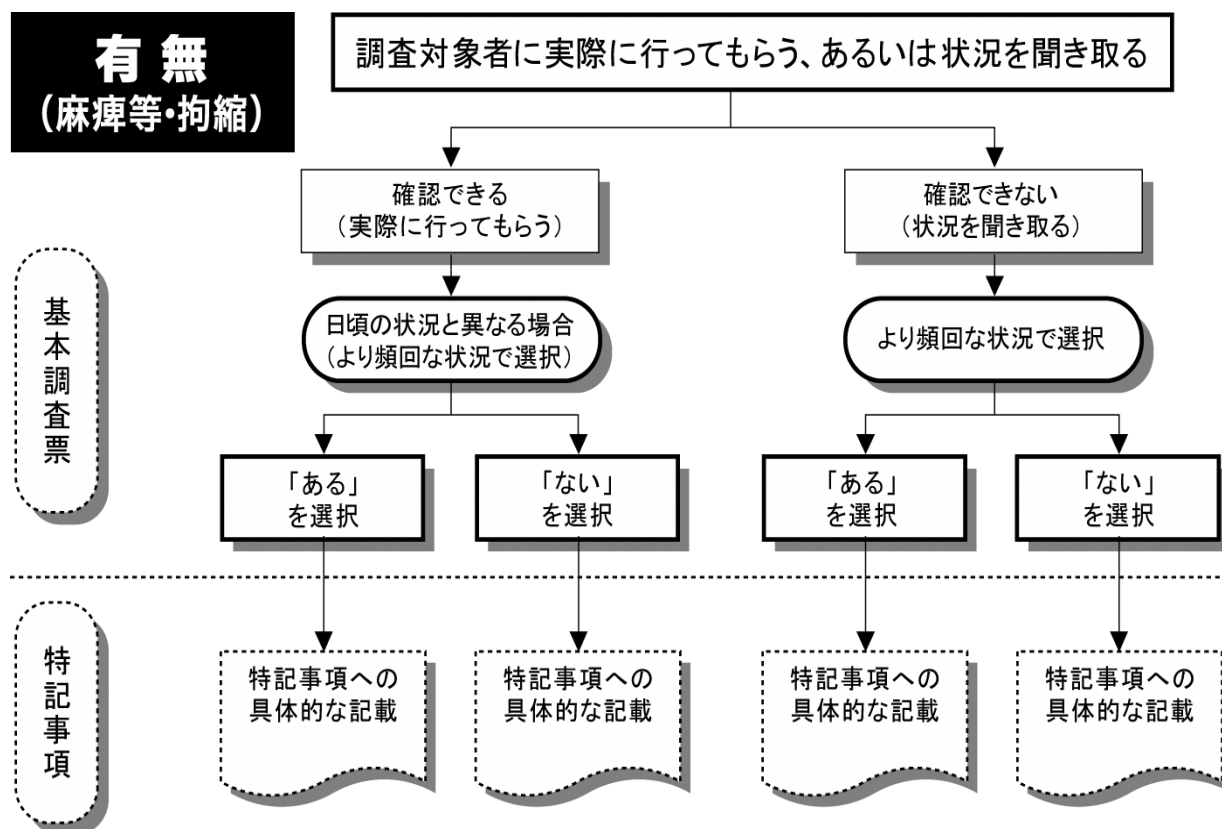 有無
（麻痺等・拘縮）
調査対象者に実際に行ってもらう、あるいは状況を聞き取る
確認できる
（実際に行ってもらう）
確認できない
（状況を聞き取る）
基本調査票
日頃の状況と異なる場合
（より頻回な状況で選択）
より頻回な状況で選択
「ある」
を選択
「ない」
を選択
「ある」
を選択
「ない」
を選択
特記事項
特記事項への
具体的な記載
特記事項への
具体的な記載
特記事項への
具体的な記載
特記事項への
具体的な記載